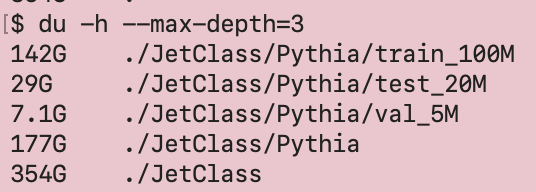 [$ du -h --max-depth=3
142G ./JetClass/Pythia/train_100M
29G ./JetClass/Pythia/test_20M
7.1G ./JetClass/Pythia/val_5M
177G ./JetClass/Pythia
354G ./JetClass